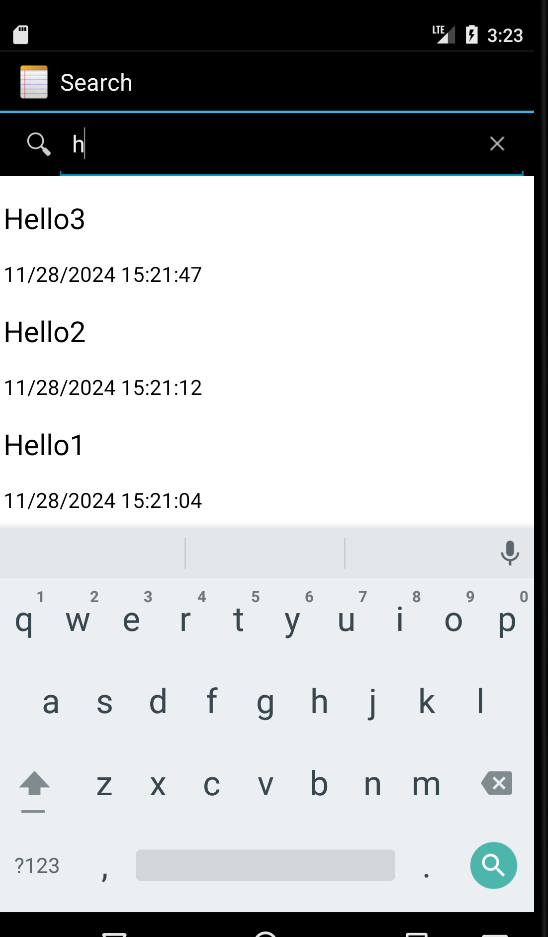 LTE 3:23
Search
h
Hello3
11/28/2024 15:21:47
Hello2
11/28/2024 15:21:12
Hello1
11/28/2024 15:21:04
1 2 3 4 5 6 7 8 9 0
q w e r t y u i o p
a s d f g h j k l
z x c v b n m
?123 , .